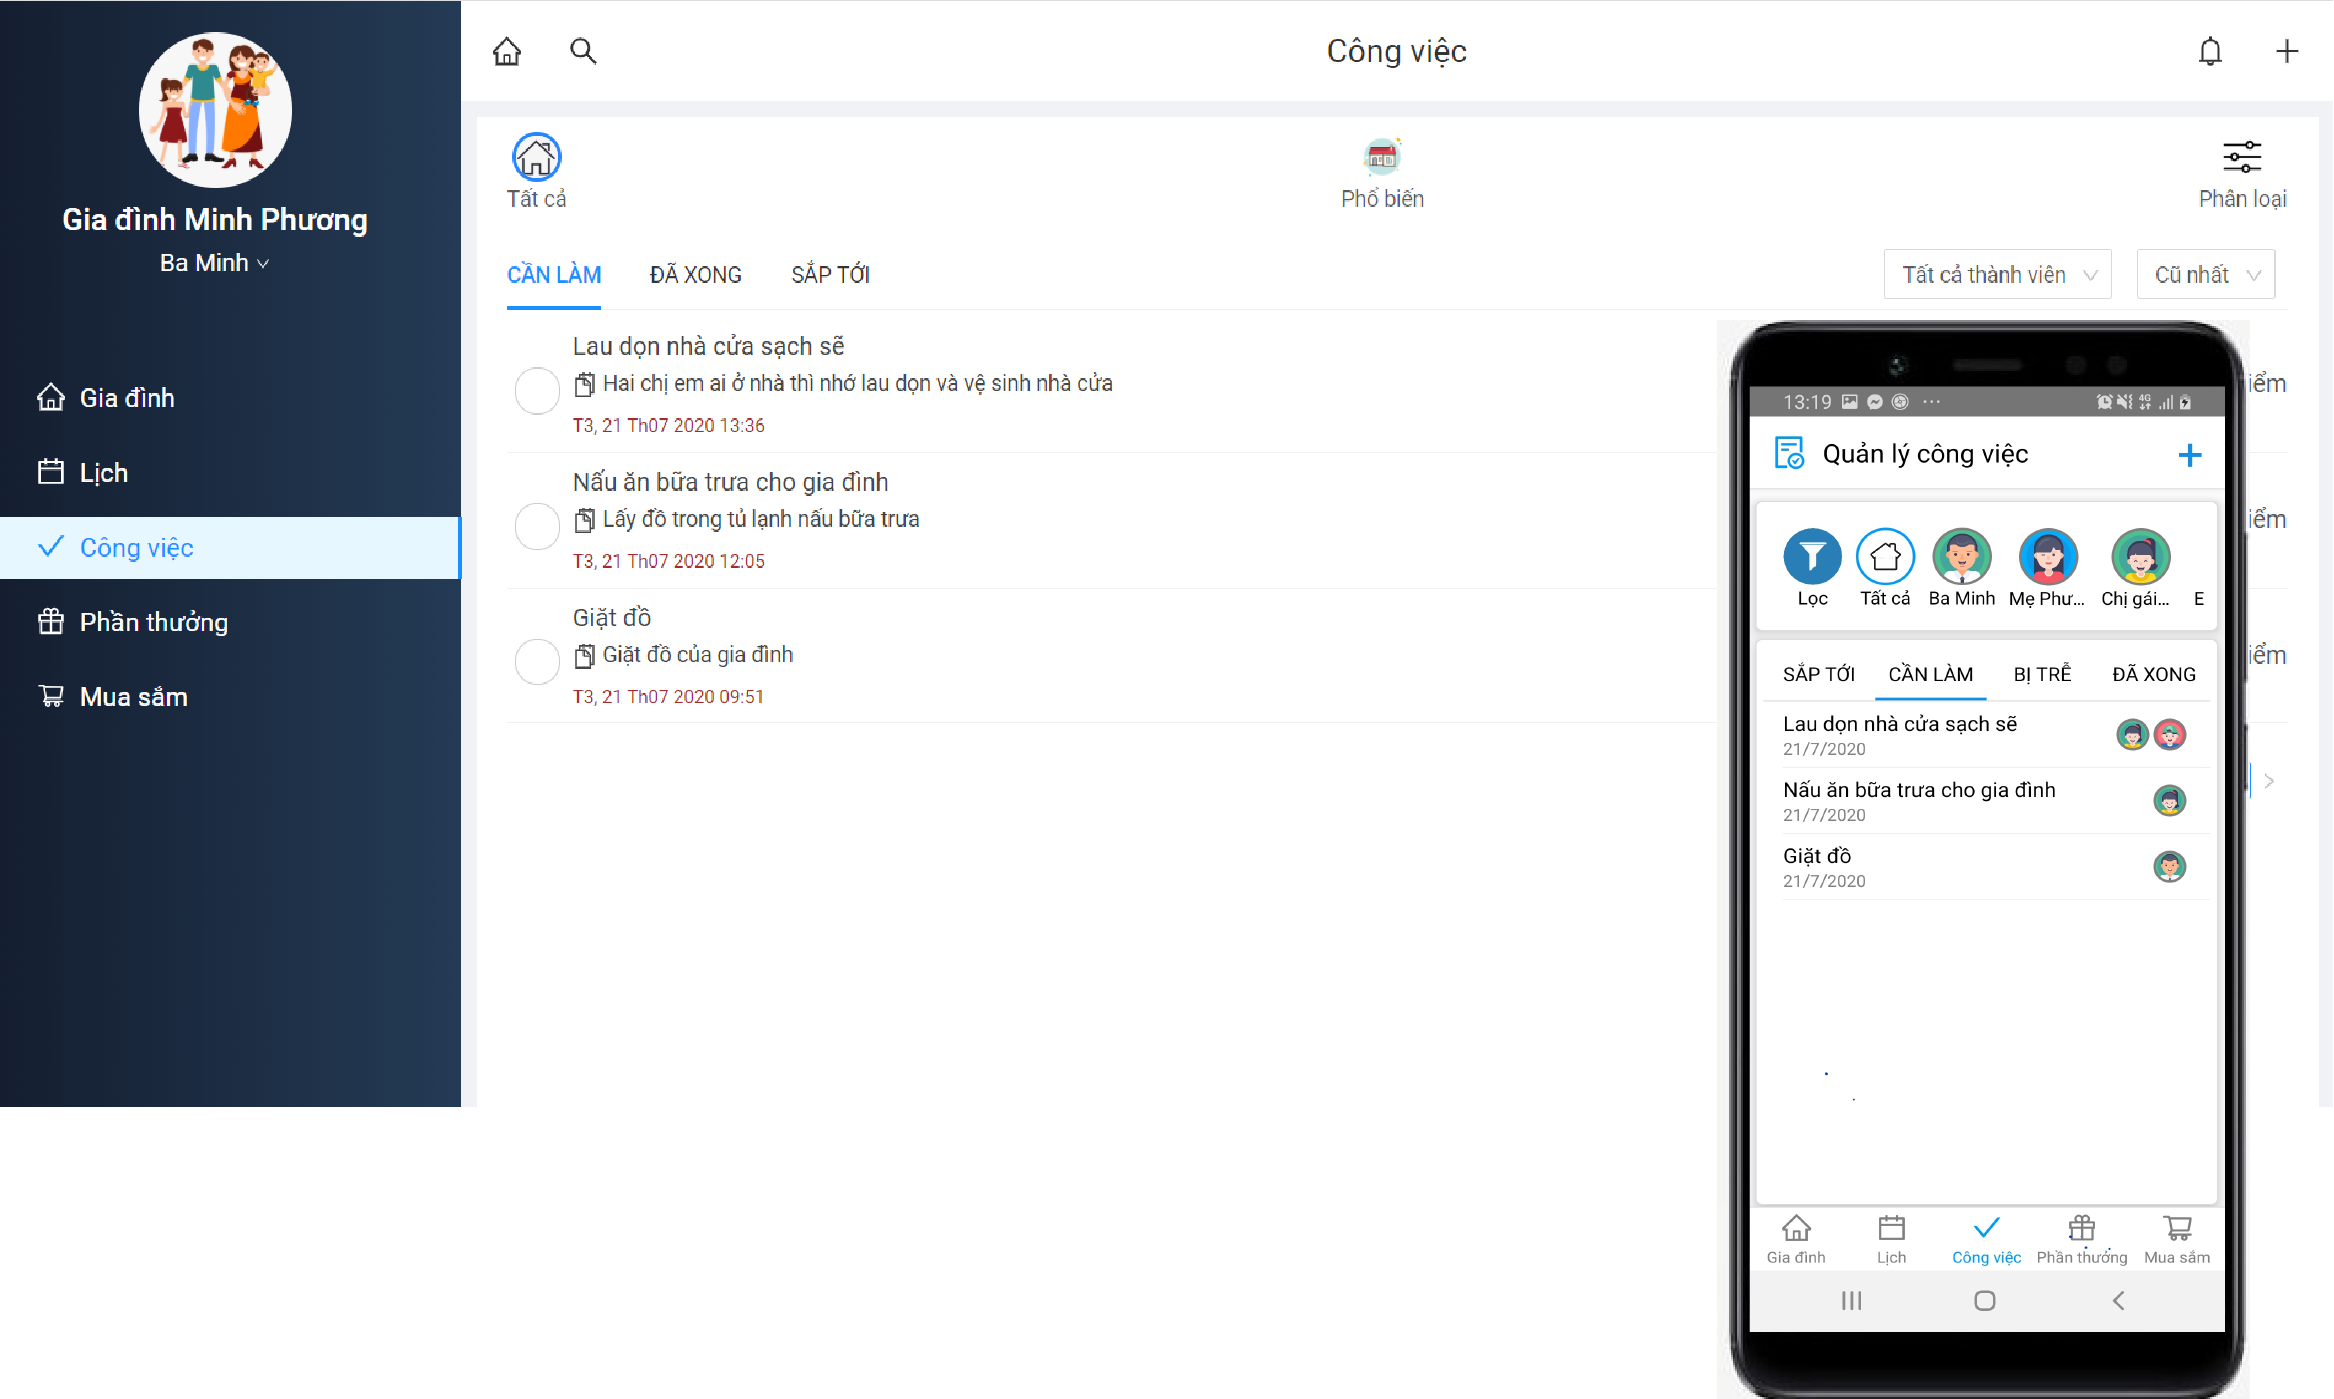 Gia đình Minh Phương
Ba Minh
Gia đình
Lịch
Công việc
Phần thưởng
Mua sắm
Công việc
Tất cả
Phổ biến
Phân loại
CẦN LÀM ĐÃ XONG SẮP TỚI
Tất cả thành viên
Cũ nhất
Lau dọn nhà cửa sạch sẽ
Hai chị em ai ở nhà thì nhớ lau dọn và vệ sinh nhà cửa
T3, 21 Th07 2020 13:36
iểm
Nấu ăn bữa trưa cho gia đình
Lấy đồ trong tủ lạnh nấu bữa trưa
T3, 21 Th07 2020 12:05
iểm
Giặt đồ
Giặt đồ của gia đình
T3, 21 Th07 2020 09:51
iểm
13:19 ... 4G
Quản lý công việc
Lọc Tất cả Ba Minh Mẹ Phư... Chị gái... E
SẮP TỚI CẦN LÀM BỊ TRỄ ĐÃ XONG
Lau dọn nhà cửa sạch sẽ
21/7/2020
Nấu ăn bữa trưa cho gia đình
21/7/2020
Giặt đồ
21/7/2020
Gia đình Lịch Công việc Phần thưởng Mua sắm